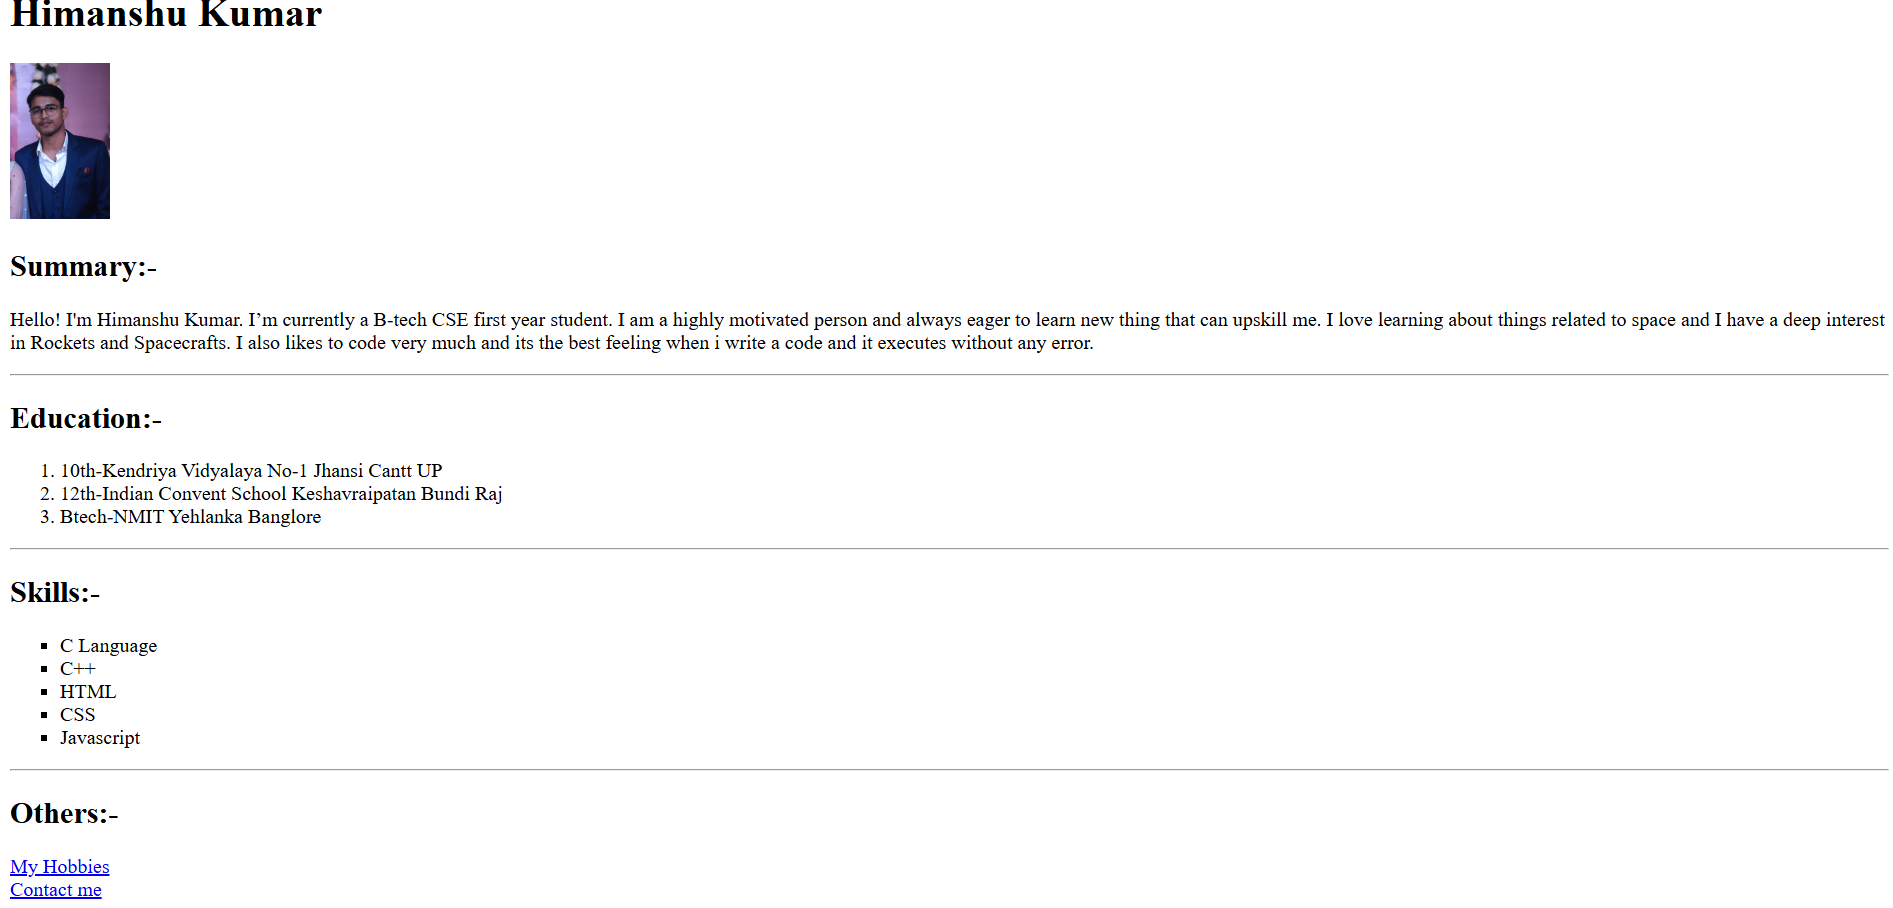 Himanshu Kumar
Summary:-
Hello! I'm Himanshu Kumar. I’m currently a B-tech CSE first year student. I am a highly motivated person and always eager to learn new thing that can upskill me. I love learning about things related to space and I have a deep interest
in Rockets and Spacecrafts. I also likes to code very much and its the best feeling when i write a code and it executes without any error.
Education:-
1. 10th-Kendriya Vidyalaya No-1 Jhansi Cantt UP
2. 12th-Indian Convent School Keshavraipatan Bundi Raj
3. Btech-NMIT Yehlanka Banglore
Skills:-
▪ C Language
▪ C++
▪ HTML
▪ CSS
▪ Javascript
Others:-
My Hobbies
Contact me